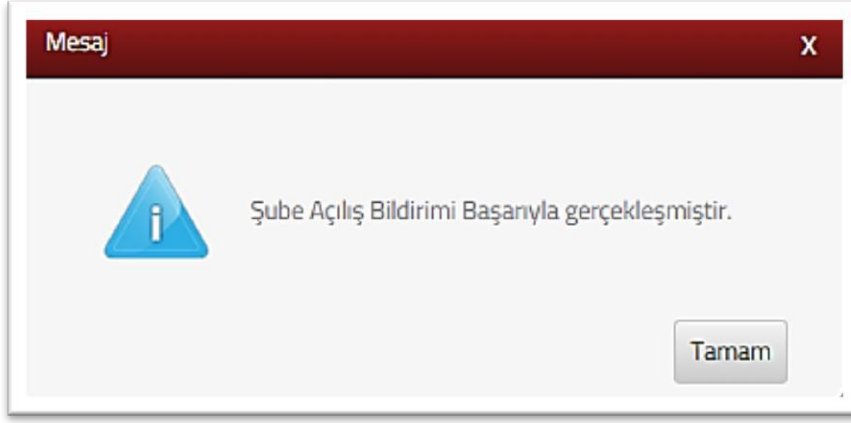 Mesaj
X
i
Şube Açılış Bildirimi Başarıyla gerçekleşmiştir.
Tamam